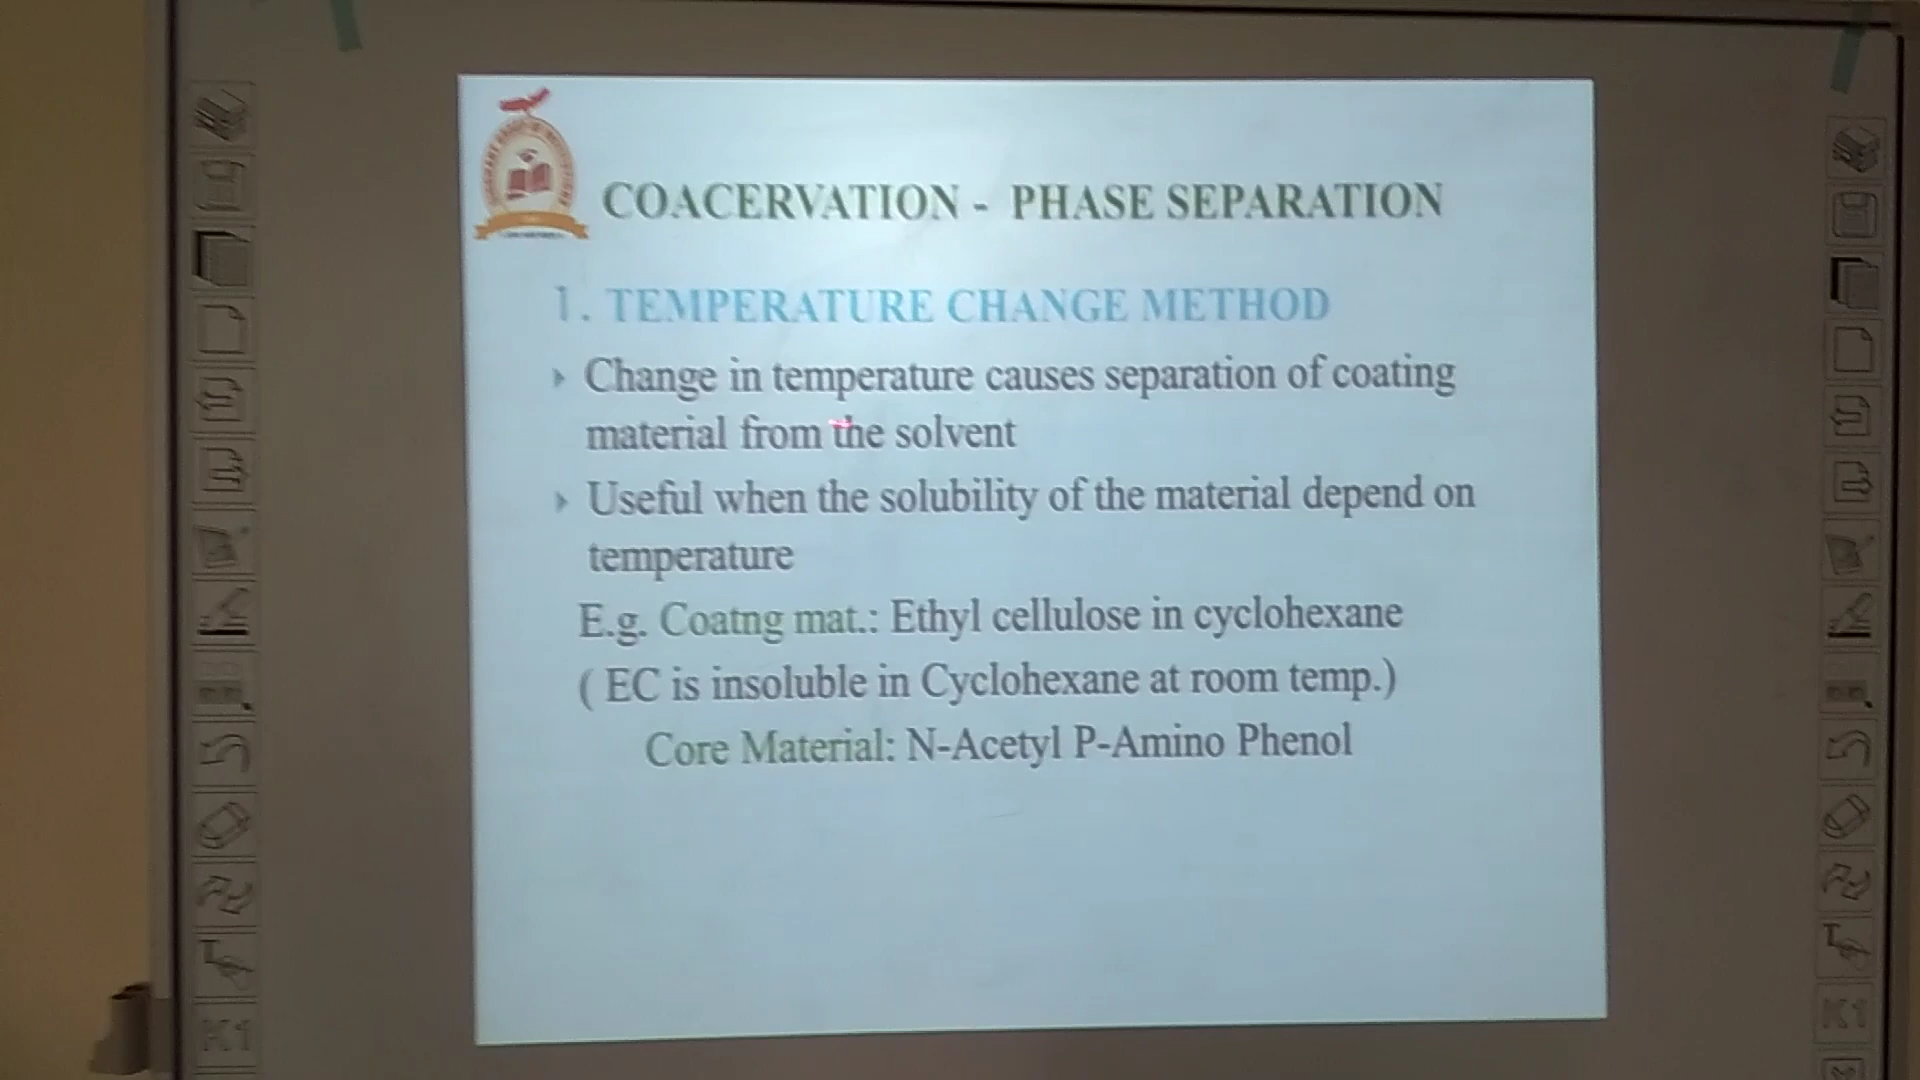 COACERVATION - PHASE SEPARATION
1. TEMPERATURE CHANGE METHOD
Change in temperature causes separation of coating
material from the solvent
Useful when the solubility of the material depend on
temperature
E.g. Coatng mat.: Ethyl cellulose in cyclohexane
( EC is insoluble in Cyclohexane at room temp.)
Core Material: N-Acetyl P-Amino Phenol